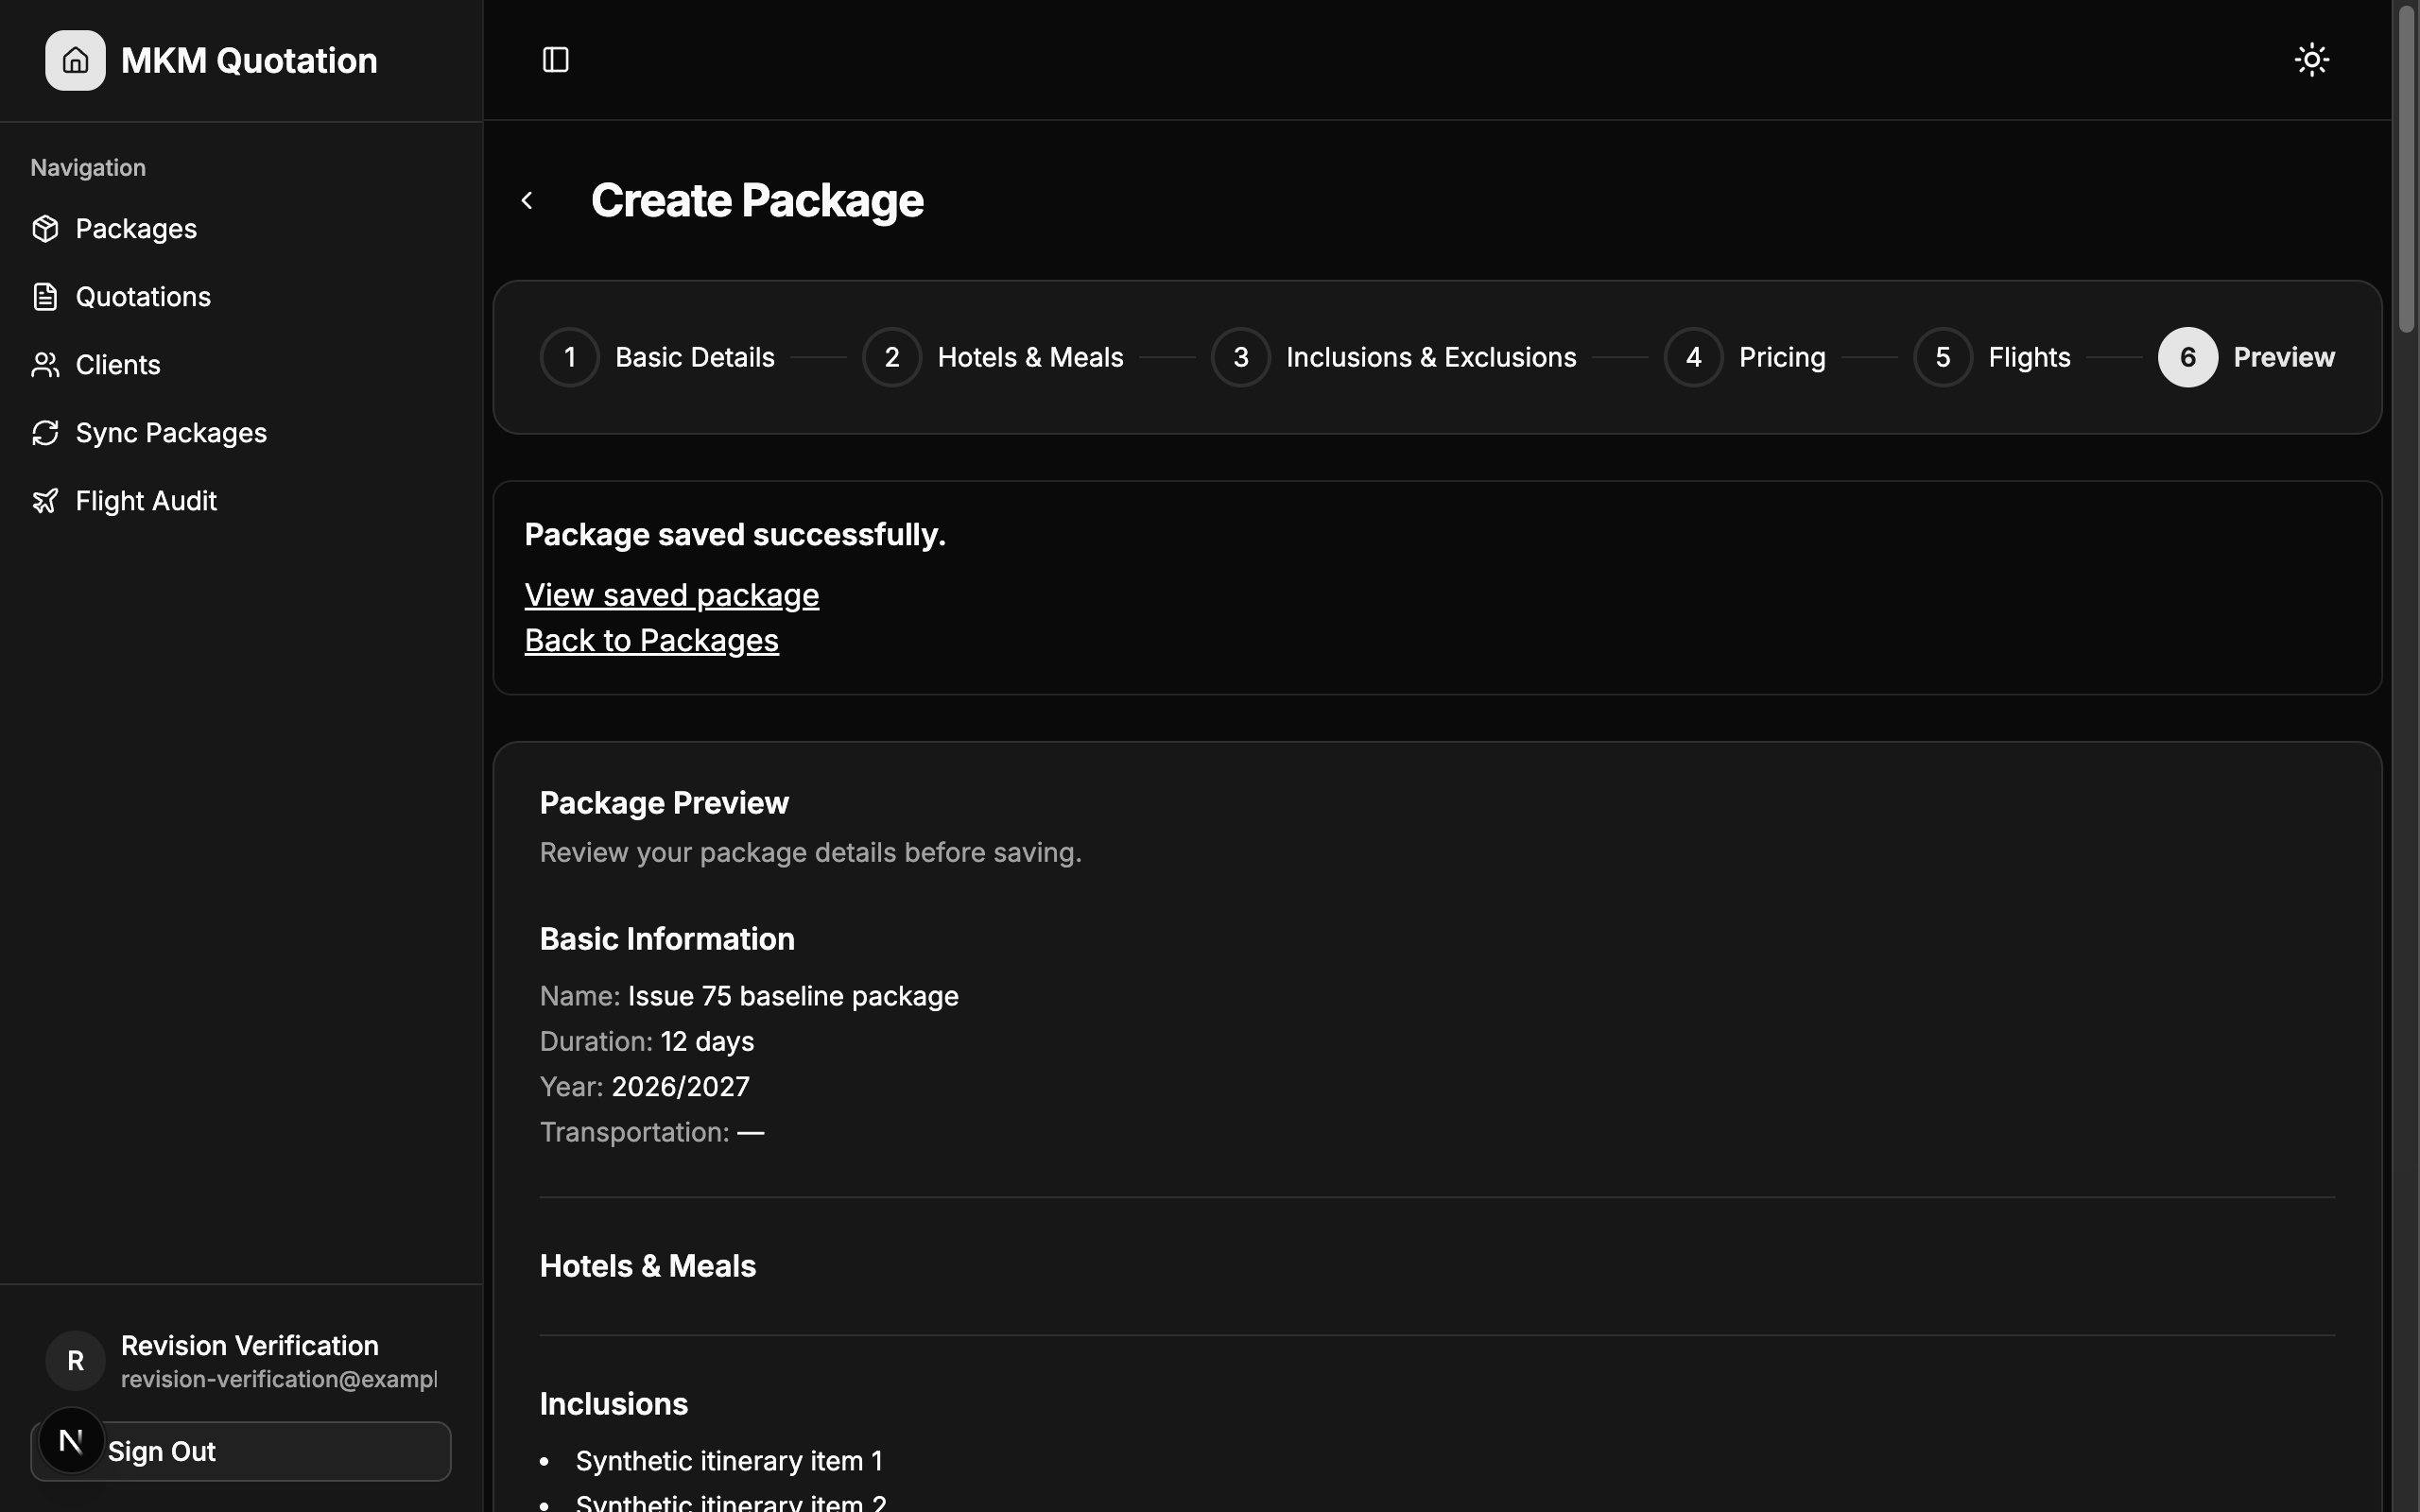 MKM Quotation
Navigation
Packages
Quotations
Clients
Sync Packages
Flight Audit
Revision Verification
R
revision-verification@exampl
N
Sign Out
Create Package
1 Basic Details
2 Hotels & Meals
3 Inclusions & Exclusions
4 Pricing
5 Flights
6 Preview
Package saved successfully.
View saved package
Back to Packages
Package Preview
Review your package details before saving.
Basic Information
Name: Issue 75 baseline package
Duration: 12 days
Year: 2026/2027
Transportation: —
Hotels & Meals
Inclusions
• Synthetic itinerary item 1
• Synthetic itinerary item 2